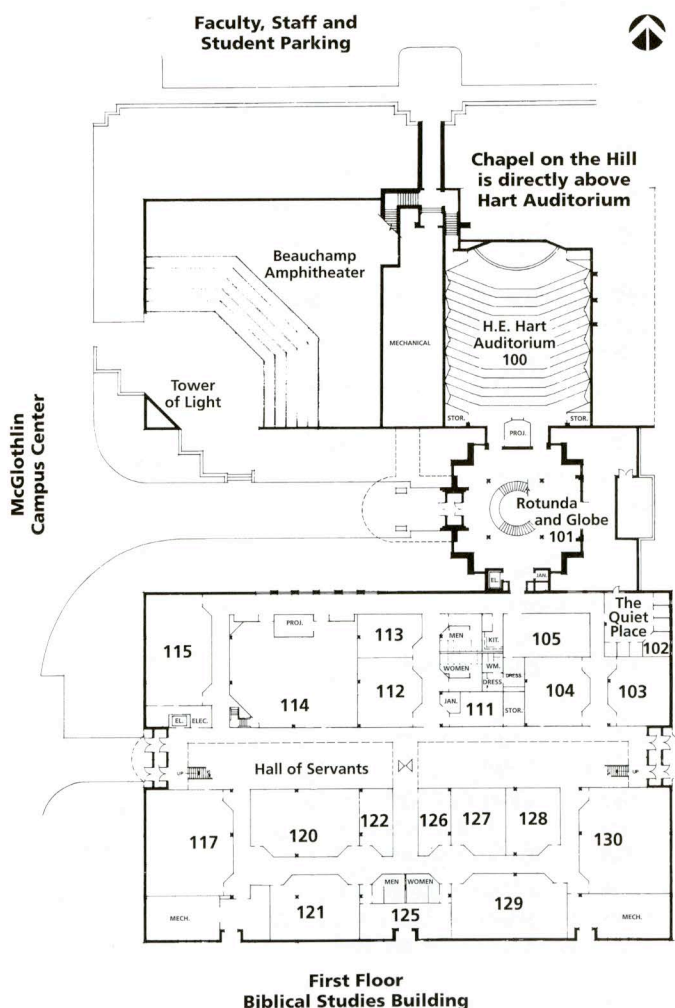 Faculty, Staff and
Student Parking
Chapel on the Hill
is directly above
Hart Auditorium
Beauchamp
Amphitheater
MECHANICAL
H.E. Hart
Auditorium
100
Tower
of Light
STOR.
STOR.
PROJ.
McGlothlin
Campus Center
Rotunda
and Globe
101
EL.
JAN.
The
Quiet
Place
102
115
PROJ.
113
MEN
KIT.
105
WOMEN
WM.
DRESS
DRESS
112
114
104
103
JAN.
111
STOR.
EL.
ELEC.
UP
Hall of Servants
UP
117
120
122
126
127
128
130
MEN
WOMEN
121
125
129
MECH.
MECH.
First Floor
Biblical Studies Building